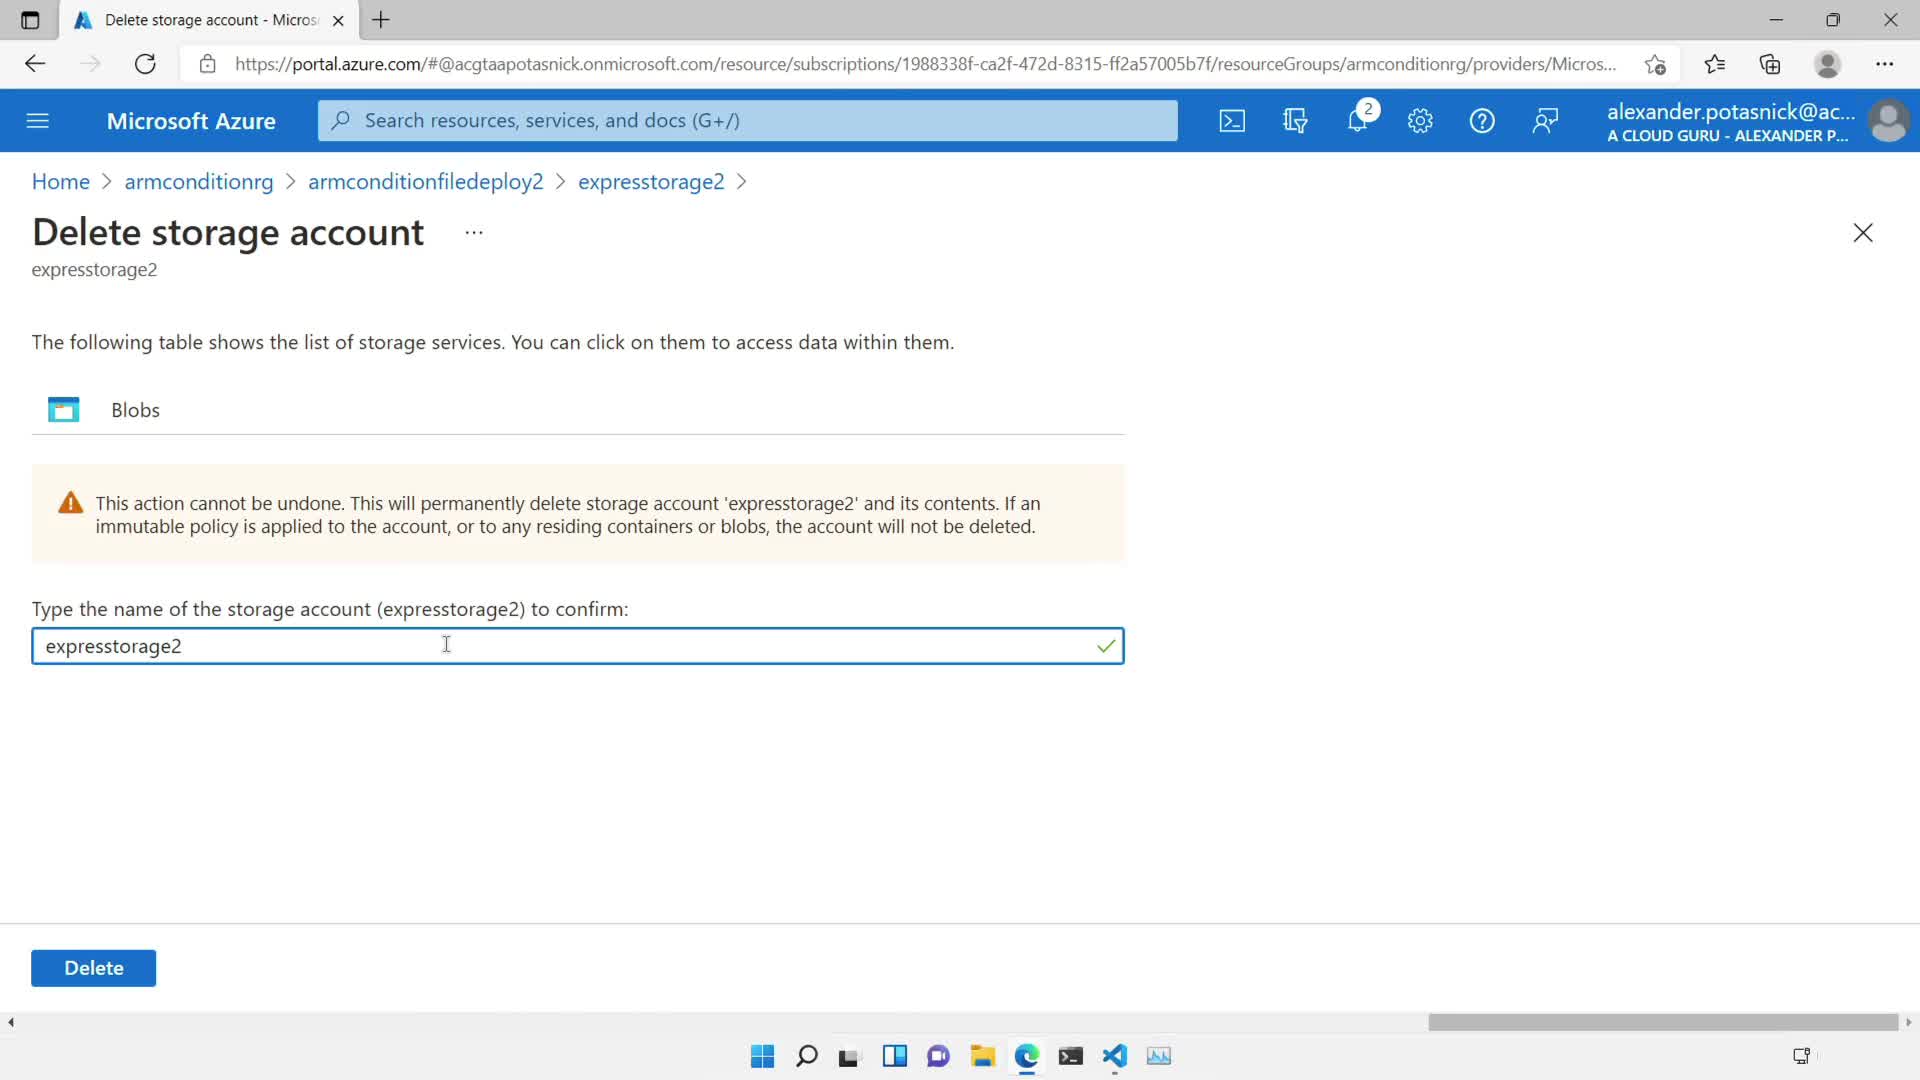 Delete storage account - Micros
https://portal.azure.com/#@acgtaapotasnick.onmicrosoft.com/resource/subscriptions/1988338f-ca2f-472d-8315-ff2a57005b7f/resourceGroups/armconditionrg/providers/Micros...
Microsoft Azure
Search resources, services, and docs (G+/)
2
alexander.potasnick@ac...
A CLOUD GURU - ALEXANDER P...
Home > armconditionrg > armconditionfiledeploy2 > expresstorage2 >
Delete storage account ...
expresstorage2
The following table shows the list of storage services. You can click on them to access data within them.
Blobs
This action cannot be undone. This will permanently delete storage account 'expresstorage2' and its contents. If an
immutable policy is applied to the account, or to any residing containers or blobs, the account will not be deleted.
Type the name of the storage account (expresstorage2) to confirm:
expresstorage2
Delete